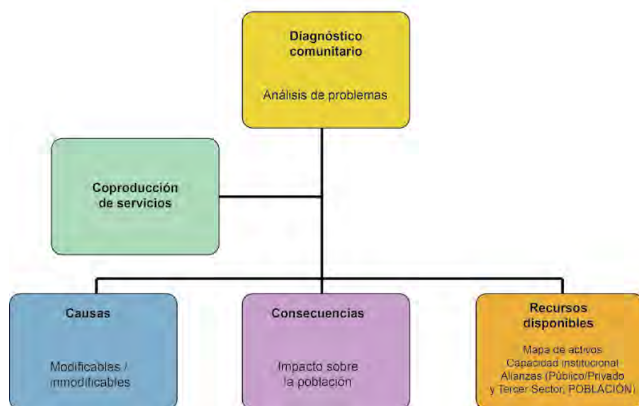 Diagnóstico
comunitario
Análisis de problemas
Coproducción
de servicios
Causas
Modificables /
inmodificables
Consecuencias
Impacto sobre
la población
Recursos
disponibles
Mapa de activos
Capacidad institucional
Alianzas (Público/Privado
y Tercer Sector, POBLACIÓN)